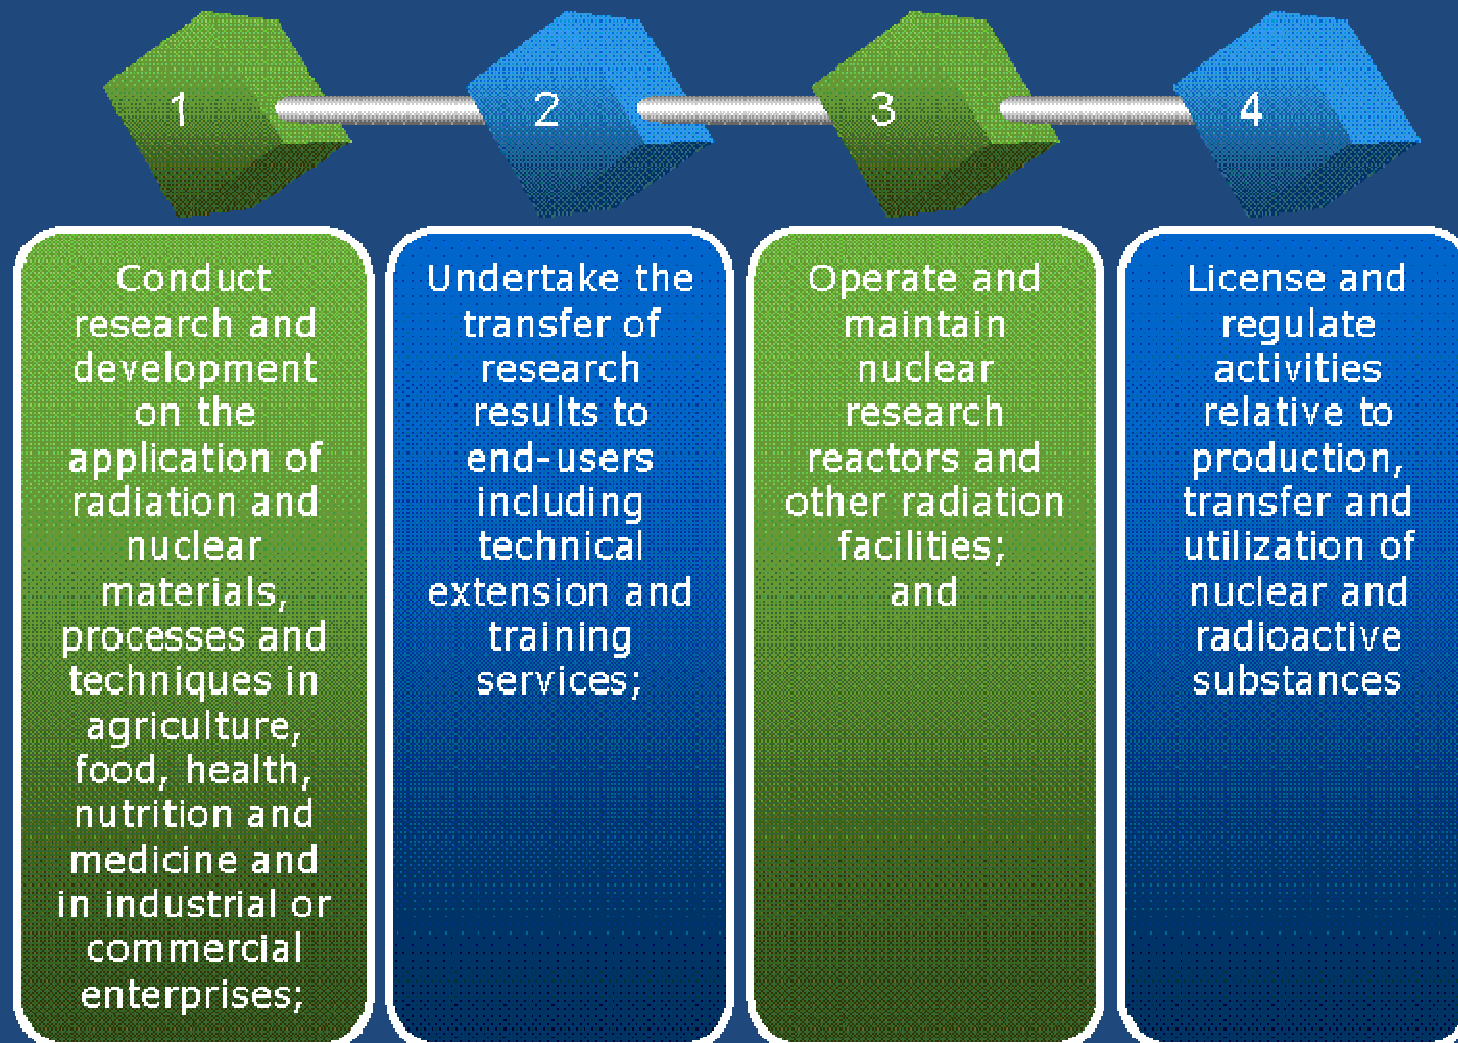 1
2
3
4
Conduct
research and
development
on the
application of
radiation and
nuclear
materials,
processes and
techniques in
agriculture,
food, health,
nutrition and
medicine and
in industrial or
commercial
enterprises;
Undertake the
transfer of
research
results to
end-users
including
technical
extension and
training
services;
Operate and
maintain
nuclear
research
reactors and
other radiation
facilities;
and
License and
regulate
activities
relative to
production,
transfer and
utilization of
nuclear and
radioactive
substances